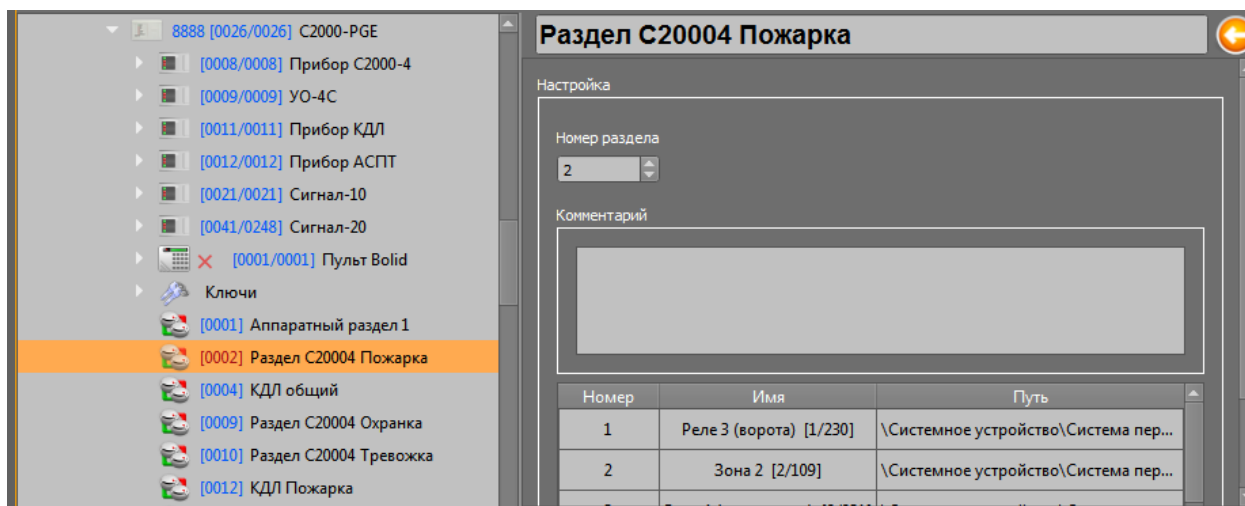 8888 [0026/0026] С2000-PGE
[0008/0008] Прибор С2000-4
[0009/0009] УО-4С
[0011/0011] Прибор КДЛ
[0012/0012] Прибор АСПТ
[0021/0021] Сигнал-10
[0041/0248] Сигнал-20
[0001/0001] Пульт Bolid
Ключи
[0001] Аппаратный раздел 1
[0002] Раздел С20004 Пожарка
[0004] КДЛ общий
[0009] Раздел С20004 Охранка
[0010] Раздел С20004 Тревожка
[0012] КДЛ Пожарка
Раздел С20004 Пожарка
Настройка
Номер раздела
2
Комментарий
Номер Имя Путь
1 Реле 3 (ворота) [1/230] \Системное устройство\Система пер...
2 Зона 2 [2/109] \Системное устройство\Система пер...